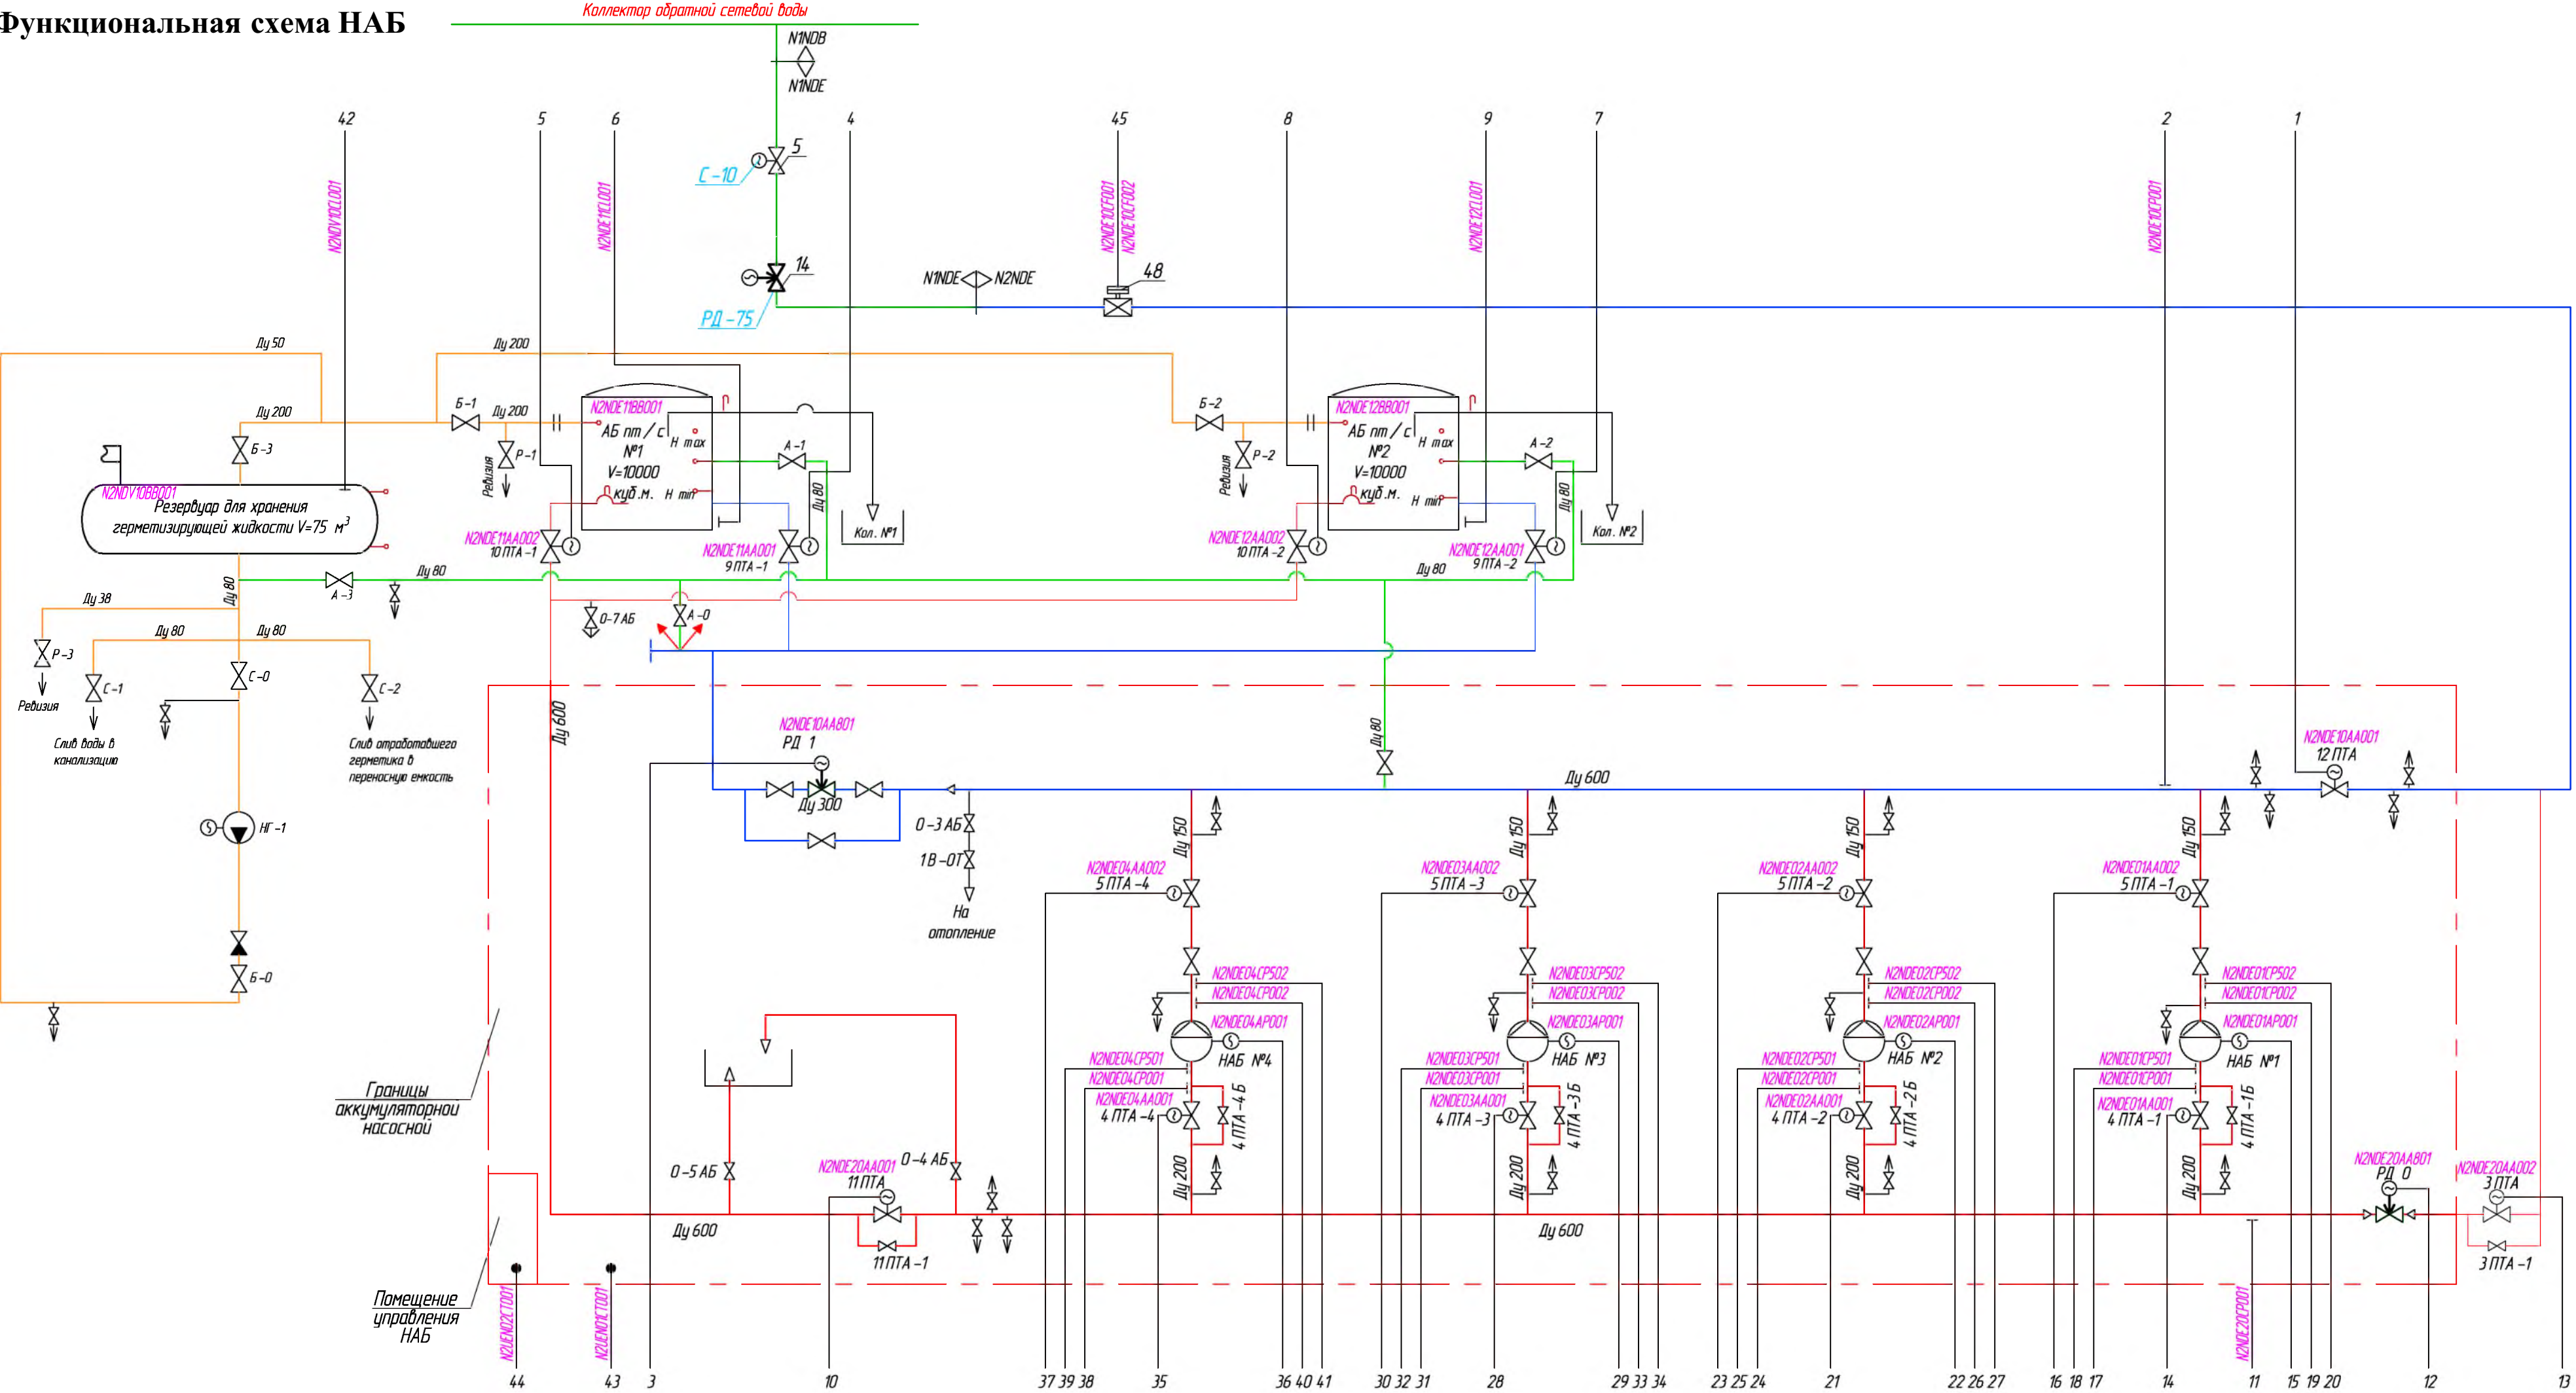 Функциональная схема НАБ
Коллектор обратной сетевой воды
N1NDB
N1NDE
42
5
6
4
45
8
9
7
2
1
5
С-10
14
РД-75
N1NDE
N2NDE
48
N2NDV10CL001
N2NDE11CL001
N2NDE10CF001
N2NDE10CF002
N2NDE12CL001
N2NDE10CP001
Ду 50
Ду 200
Ду 200
Б-3
Б-1
Ду 200
Р-1
Ревизия
N2NDE11BB001
АБ пт/с
№1
V=10000
куб.м.
H max
H min
А-1
Ду 80
Кол. №1
Б-2
Р-2
Ревизия
N2NDE12BB001
АБ пт/с
№2
V=10000
куб.м.
H max
H min
А-2
Ду 80
Кол. №2
N2NDV10BB001
Резервуар для хранения
герметизирующей жидкости V=75 м³
N2NDE11AA002
10 ПТА-1
N2NDE11AA001
9 ПТА-1
N2NDE12AA002
10 ПТА-2
N2NDE12AA001
9 ПТА-2
Ду 80
А-3
Ду 80
Ду 80
Ду 38
О-7 АБ
А-0
Ду 80
Ду 80
Р-3
Ревизия
С-1
С-0
С-2
Слив воды в
канализацию
Слив отработавшего
герметика в
переносную емкость
НГ-1
Б-0
Ду 600
N2NDE10AA801
РД 1
Ду 300
Ду 80
Ду 600
N2NDE10AA001
12 ПТА
О-3 АБ
1В-ОТ
На
отопление
Ду 150
Ду 150
Ду 150
Ду 150
N2NDE04AA002
5 ПТА-4
N2NDE03AA002
5 ПТА-3
N2NDE02AA002
5 ПТА-2
N2NDE01AA002
5 ПТА-1
N2NDE04CP502
N2NDE04CP002
N2NDE04AP001
НАБ №4
N2NDE04CP501
N2NDE04CP001
N2NDE04AA001
4 ПТА-4
4 ПТА-4Б
Ду 200
N2NDE03CP502
N2NDE03CP002
N2NDE03AP001
НАБ №3
N2NDE03CP501
N2NDE03CP001
N2NDE03AA001
4 ПТА-3
4 ПТА-3Б
Ду 200
N2NDE02CP502
N2NDE02CP002
N2NDE02AP001
НАБ №2
N2NDE02CP501
N2NDE02CP001
N2NDE02AA001
4 ПТА-2
4 ПТА-2Б
Ду 200
N2NDE01CP502
N2NDE01CP002
N2NDE01AP001
НАБ №1
N2NDE01CP501
N2NDE01CP001
N2NDE01AA001
4 ПТА-1
4 ПТА-1Б
Ду 200
Границы
аккумуляторной
насосной
О-5 АБ
N2NDE20AA001
11 ПТА
О-4 АБ
11 ПТА-1
Ду 600
Ду 600
N2NDE20AA801
РД 0
N2NDE20AA002
3 ПТА
3 ПТА-1
Помещение
управления
НАБ
N2UEN02CT001
N2UEN01CT001
N2NDE20CP001
44
43
3
10
37
39
38
35
36
40
41
30
32
31
28
29
33
34
23
25
24
21
22
26
27
16
18
17
14
11
15
19
20
12
13